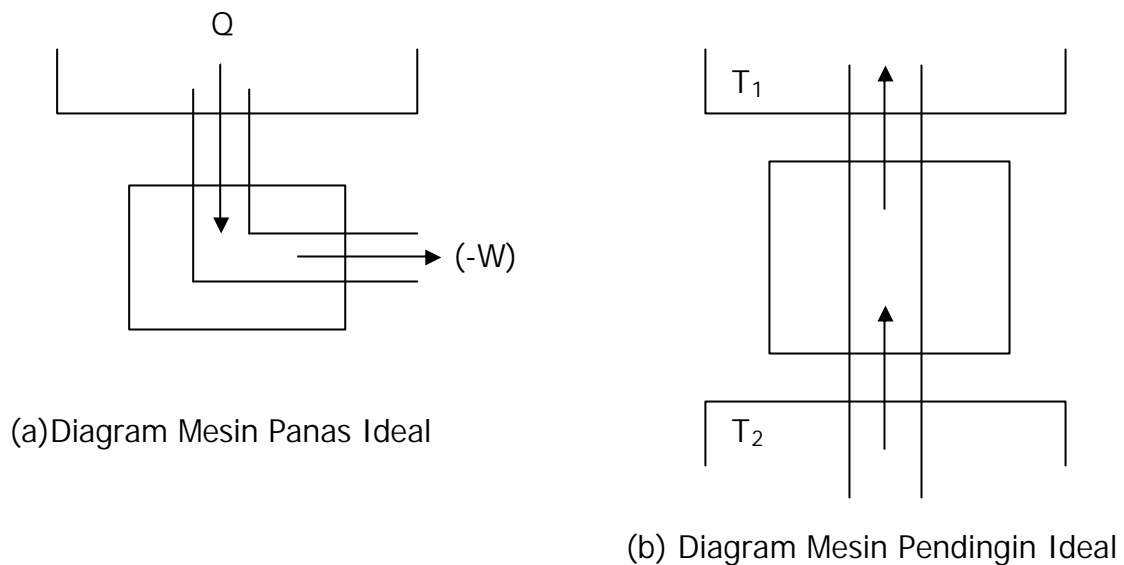 Q
T₁
(-W)
(a)Diagram Mesin Panas Ideal
T₂
(b) Diagram Mesin Pendingin Ideal